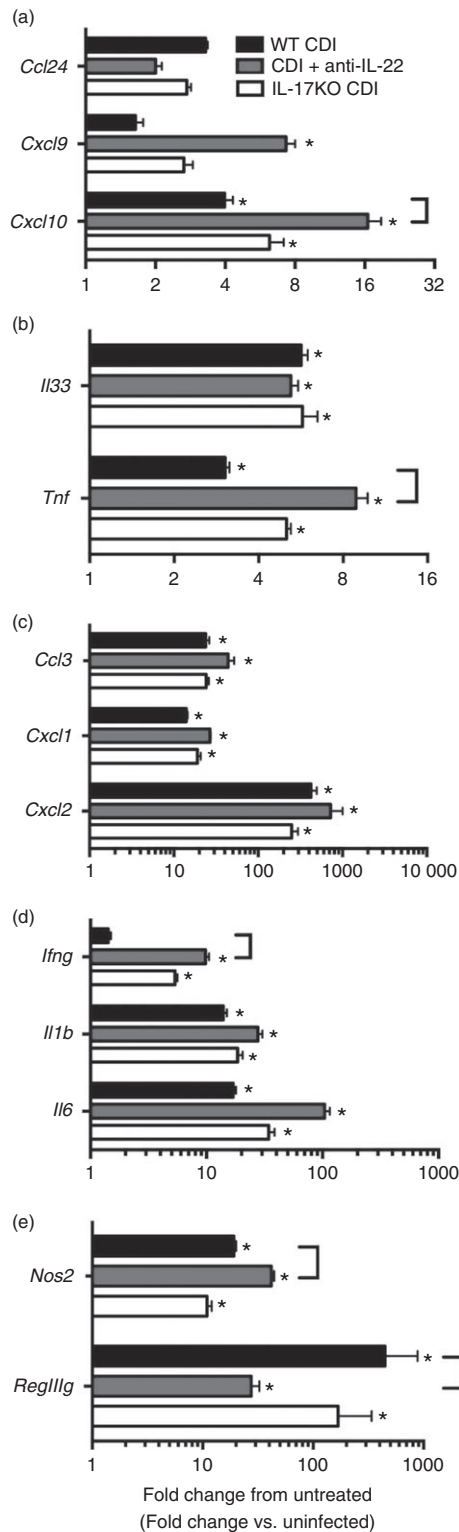 (a)
WT CDI
CDI + anti-IL-22
IL-17KO CDI
Ccl24
Cxcl9
*
Cxcl10
*
*
*
1 2 4 8 16 32
(b)
Il33
*
*
*
Tnf
*
*
*
1 2 4 8 16
(c)
Ccl3
*
*
*
Cxcl1
*
*
*
Cxcl2
*
*
*
1 10 100 1000 10 000
(d)
Ifng
*
*
Il1b
*
*
*
Il6
*
*
*
1 10 100 1000
(e)
Nos2
*
*
*
RegIIIg
*
*
*
1 10 100 1000
Fold change from untreated
(Fold change vs. uninfected)